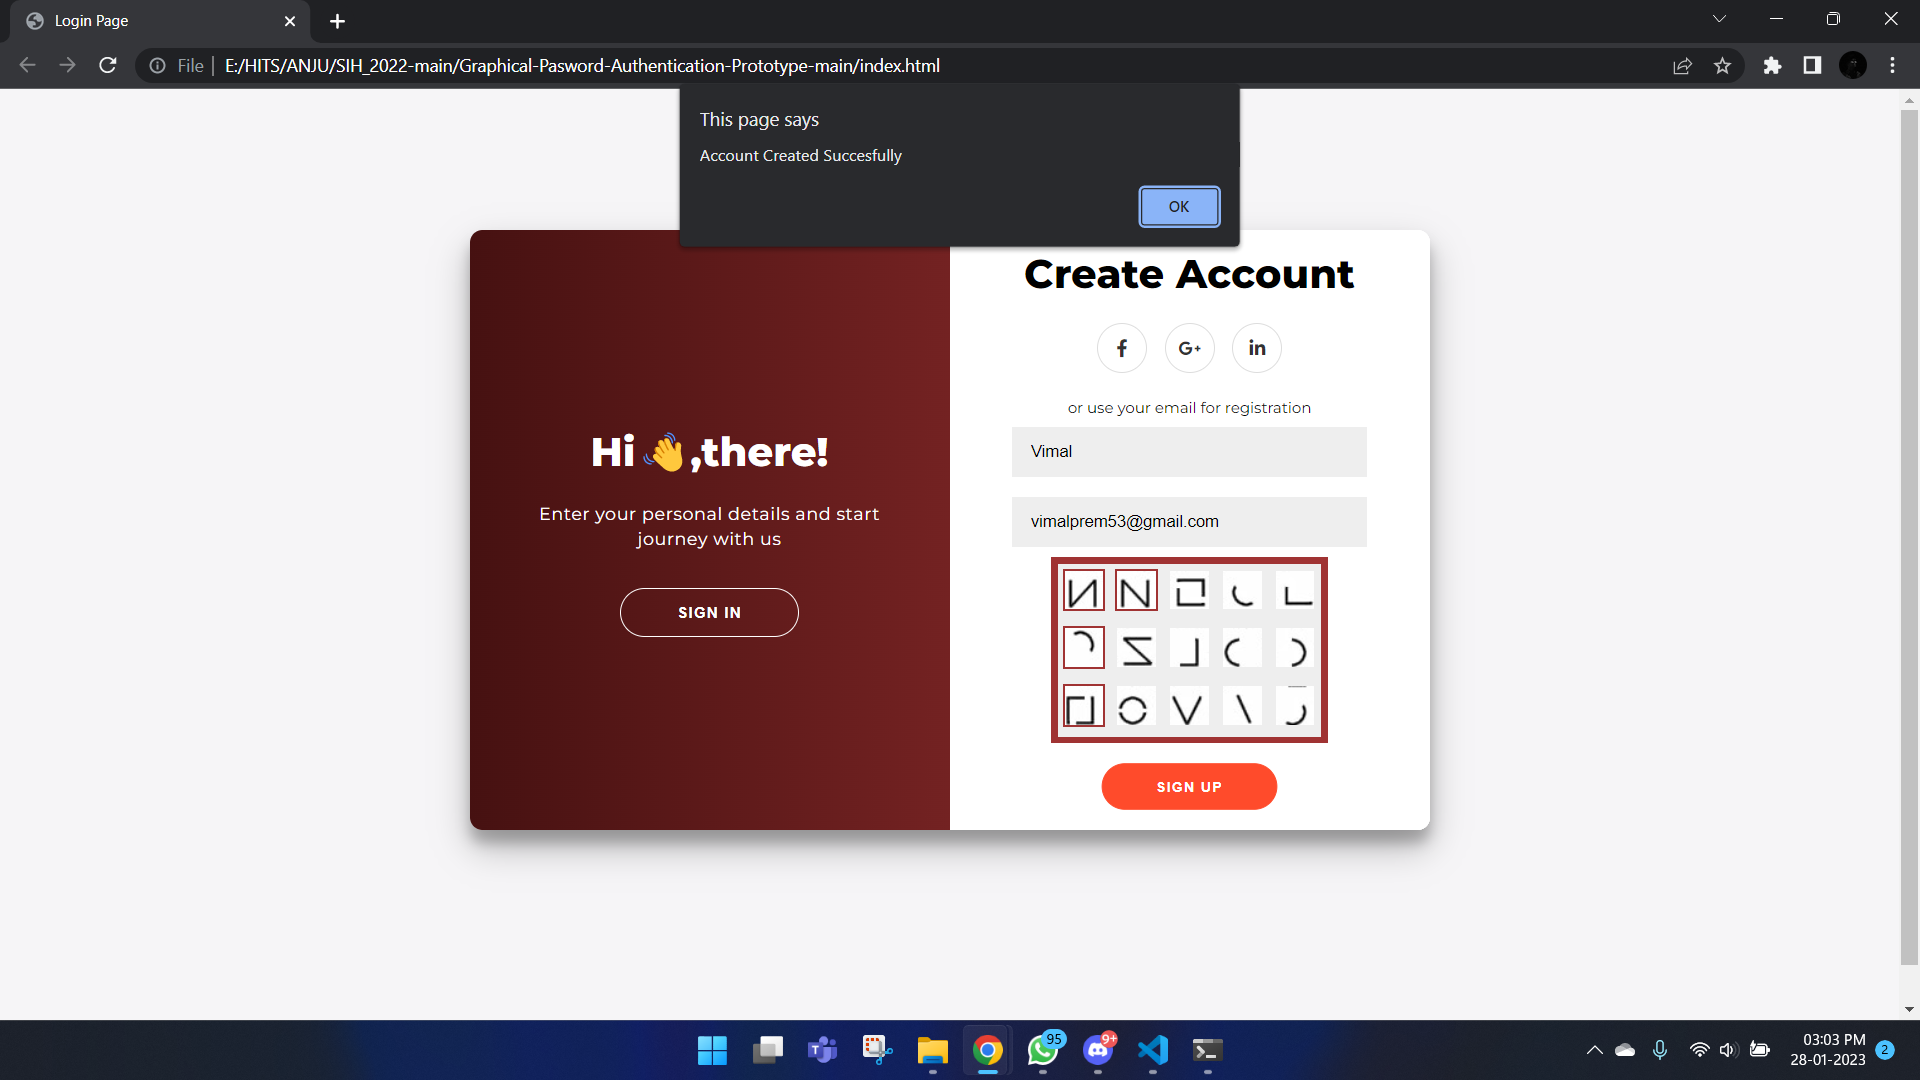 Login Page
File | E:/HITS/ANJU/SIH_2022-main/Graphical-Pasword-Authentication-Prototype-main/index.html
This page says
Account Created Succesfully
OK
Hi 👋,there!
Enter your personal details and start
journey with us
SIGN IN
Create Account
f G+ in
or use your email for registration
Vimal
vimalprem53@gmail.com
SIGN UP
95
9+
03:03 PM
28-01-2023
2